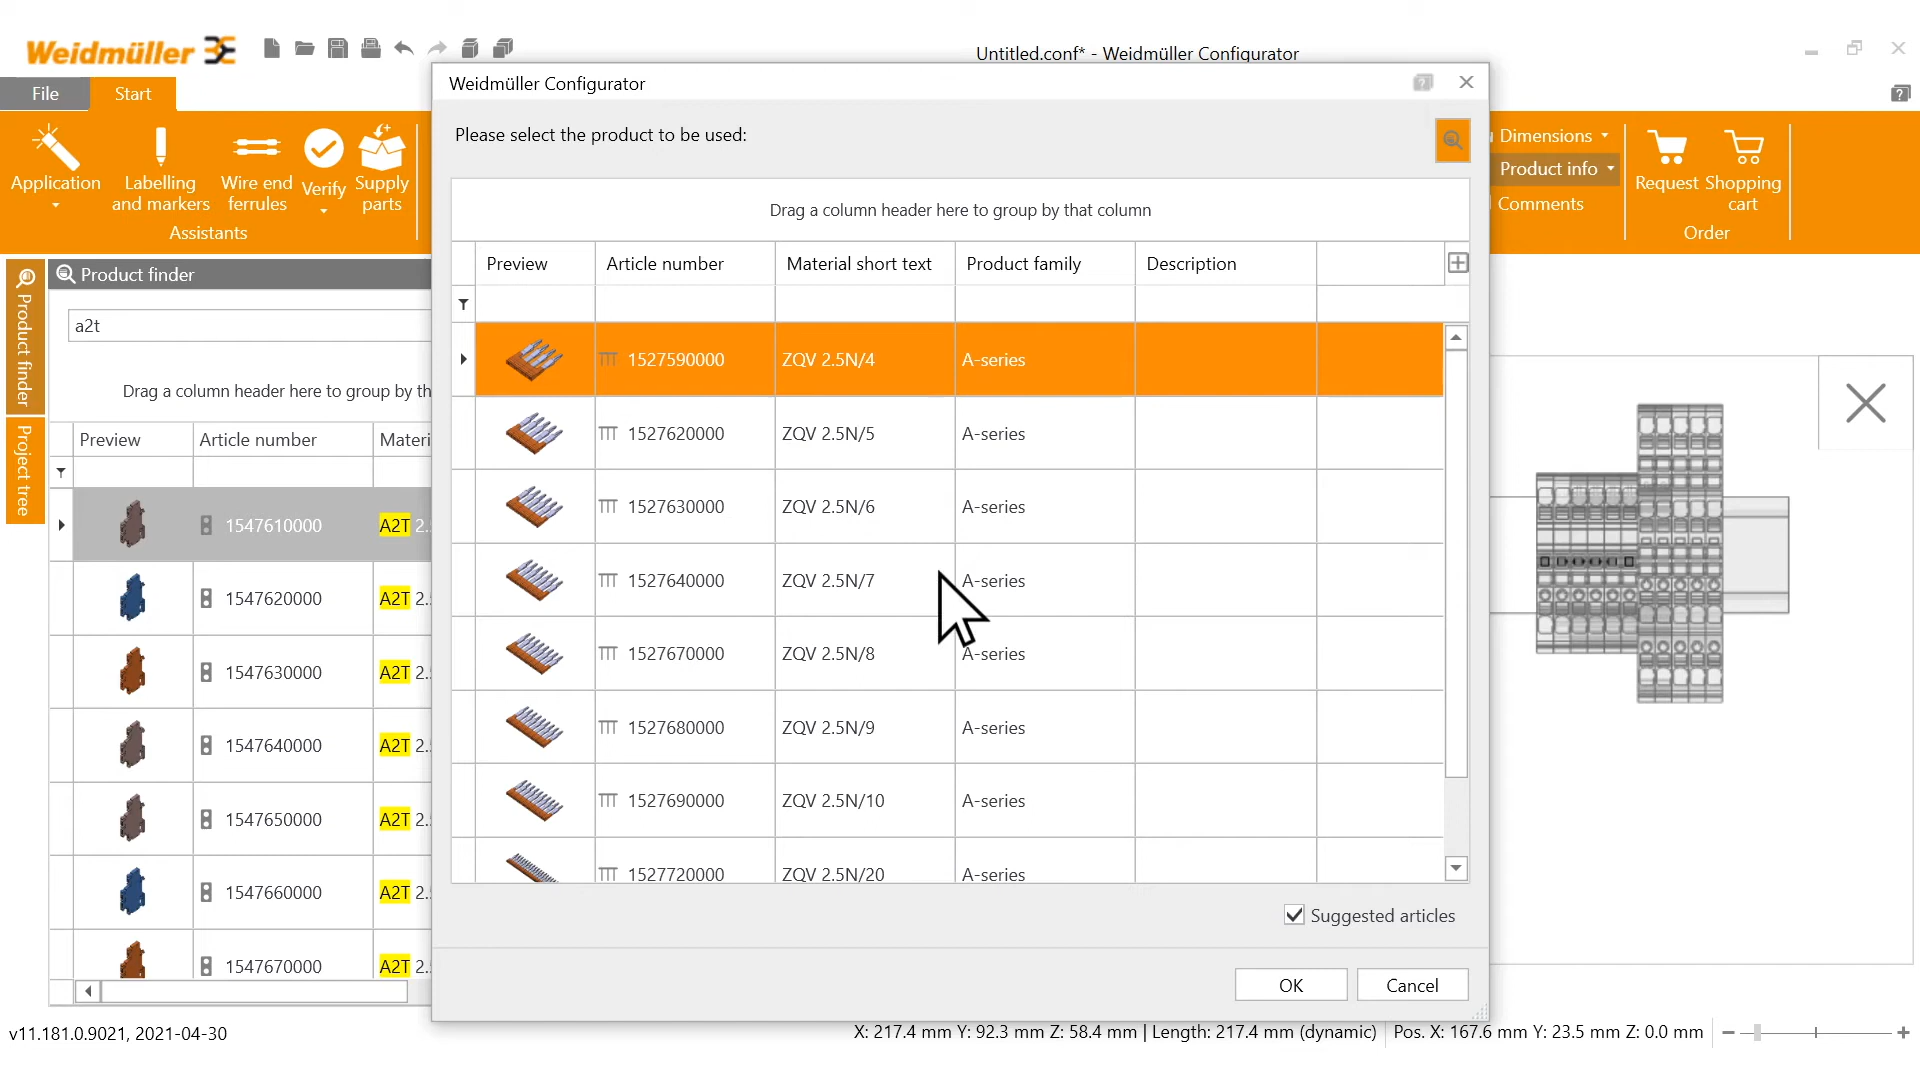 Weidmüller
Untitled.conf* - Weidmüller Configurator
File
Start
Application
Labelling
and markers
Wire end
ferrules
Verify
Supply
parts
Assistants
Dimensions
Product info
Comments
Request
Shopping
cart
Order
Product finder
Project tree
Product finder
a2t
Drag a column header here to group by th
Preview
Article number
Materi
1547610000
A2T 2.
1547620000
A2T 2.
1547630000
A2T 2.
1547640000
A2T 2.
1547650000
A2T 2.
1547660000
A2T 2.
1547670000
A2T 2.
Weidmüller Configurator
Please select the product to be used:
Drag a column header here to group by that column
Preview
Article number
Material short text
Product family
Description
1527590000
ZQV 2.5N/4
A-series
1527620000
ZQV 2.5N/5
A-series
1527630000
ZQV 2.5N/6
A-series
1527640000
ZQV 2.5N/7
A-series
1527670000
ZQV 2.5N/8
A-series
1527680000
ZQV 2.5N/9
A-series
1527690000
ZQV 2.5N/10
A-series
1527720000
ZQV 2.5N/20
A-series
Suggested articles
OK
Cancel
v11.181.0.9021, 2021-04-30
X: 217.4 mm Y: 92.3 mm Z: 58.4 mm | Length: 217.4 mm (dynamic)
Pos. X: 167.6 mm Y: 23.5 mm Z: 0.0 mm